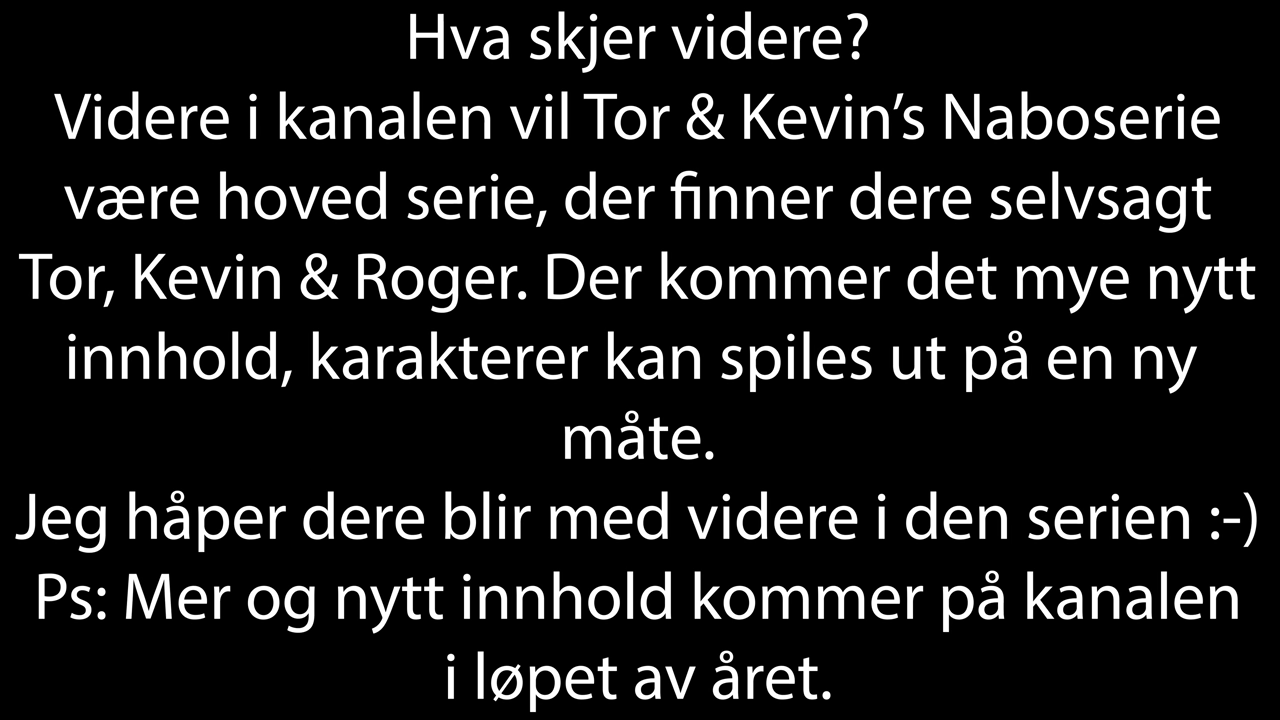 Hva skjer videre?
Videre i kanalen vil Tor & Kevin’s Naboserie
være hoved serie, der finner dere selvsagt
Tor, Kevin & Roger. Der kommer det mye nytt
innhold, karakterer kan spiles ut på en ny
måte.
Jeg håper dere blir med videre i den serien :-)
Ps: Mer og nytt innhold kommer på kanalen
i løpet av året.